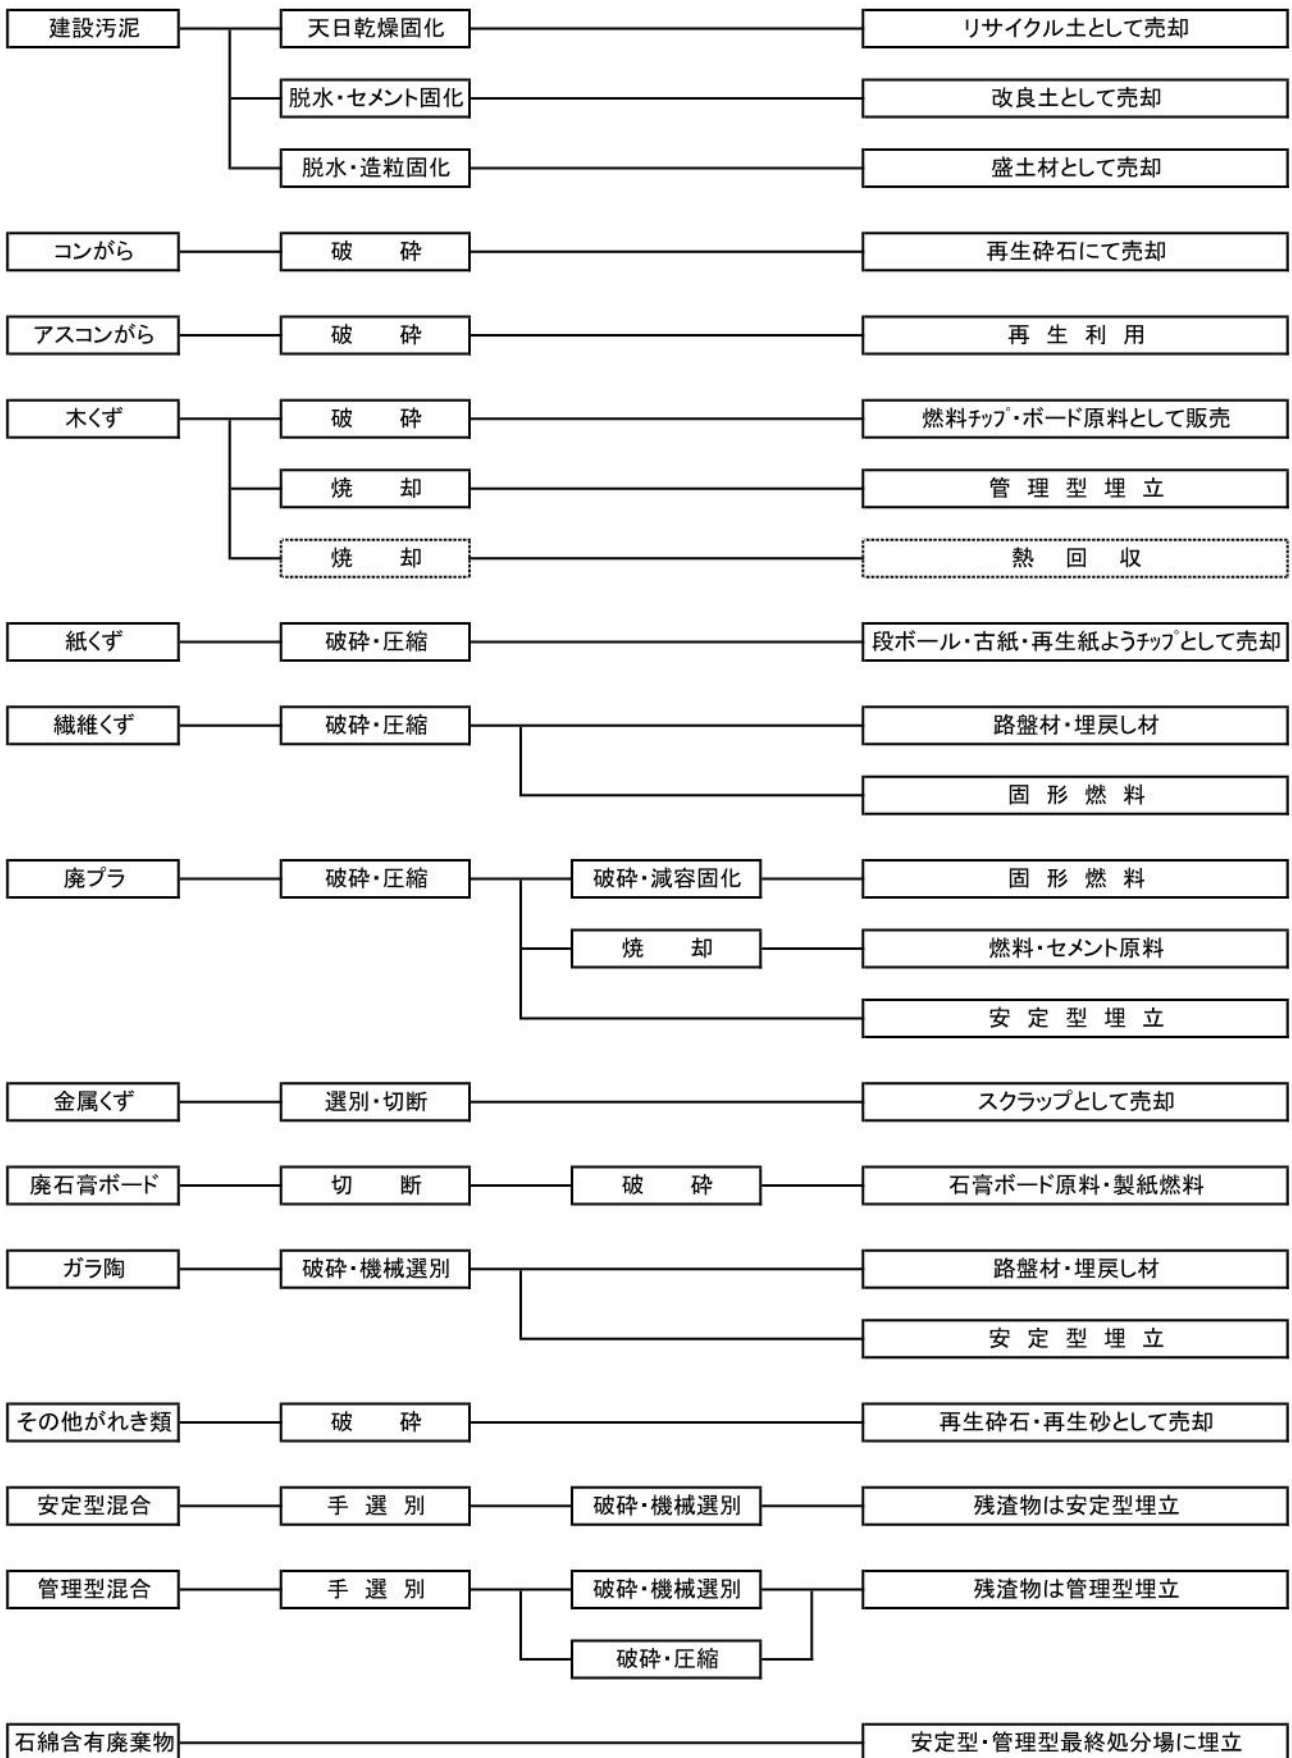 建設汚泥 天日乾燥固化 リサイクル土として売却
脱水・セメント固化 改良土として売却
脱水・造粒固化 盛土材として売却
コンがら 破 砕 再生砕石にて売却
アスコンがら 破 砕 再 生 利 用
木くず 破 砕 燃料チップ・ボード原料として販売
焼 却 管 理 型 埋 立
焼 却 熱 回 収
紙くず 破砕・圧縮 段ボール・古紙・再生紙ようチップとして売却
繊維くず 破砕・圧縮 路盤材・埋戻し材
固 形 燃 料
廃プラ 破砕・圧縮 破砕・減容固化 固 形 燃 料
焼 却 燃料・セメント原料
安 定 型 埋 立
金属くず 選別・切断 スクラップとして売却
廃石膏ボード 切 断 破 砕 石膏ボード原料・製紙燃料
ガラ陶 破砕・機械選別 路盤材・埋戻し材
安 定 型 埋 立
その他がれき類 破 砕 再生砕石・再生砂として売却
安定型混合 手 選 別 破砕・機械選別 残渣物は安定型埋立
管理型混合 手 選 別 破砕・機械選別 残渣物は管理型埋立
破砕・圧縮
石綿含有廃棄物 安定型・管理型最終処分場に埋立